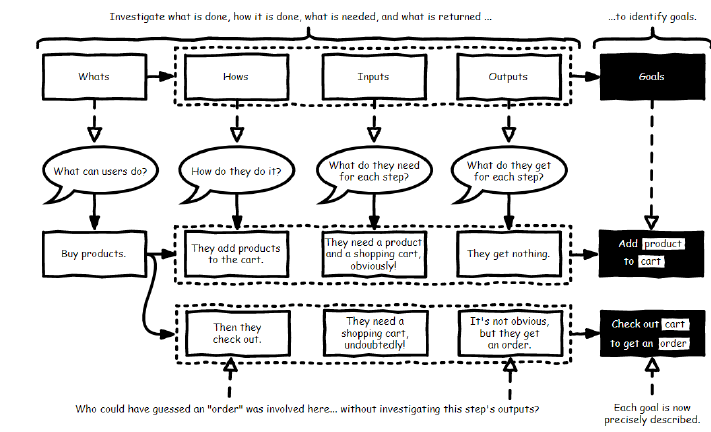 Investigate what is done, how it is done, what is needed, and what is returned ...
...to identify goals.
Whats
Hows
Inputs
Outputs
Goals
What can users do?
How do they do it?
What do they need
for each step?
What do they get
for each step?
Buy products.
They add products
to the cart.
They need a product
and a shopping cart,
obviously!
They get nothing.
Add product
to cart
Then they
check out.
They need a
shopping cart,
undoubtedly!
It's not obvious,
but they get
an order.
Check out cart
to get an order
Who could have guessed an "order" was involved here... without investigating this step's outputs?
Each goal is now
precisely described.